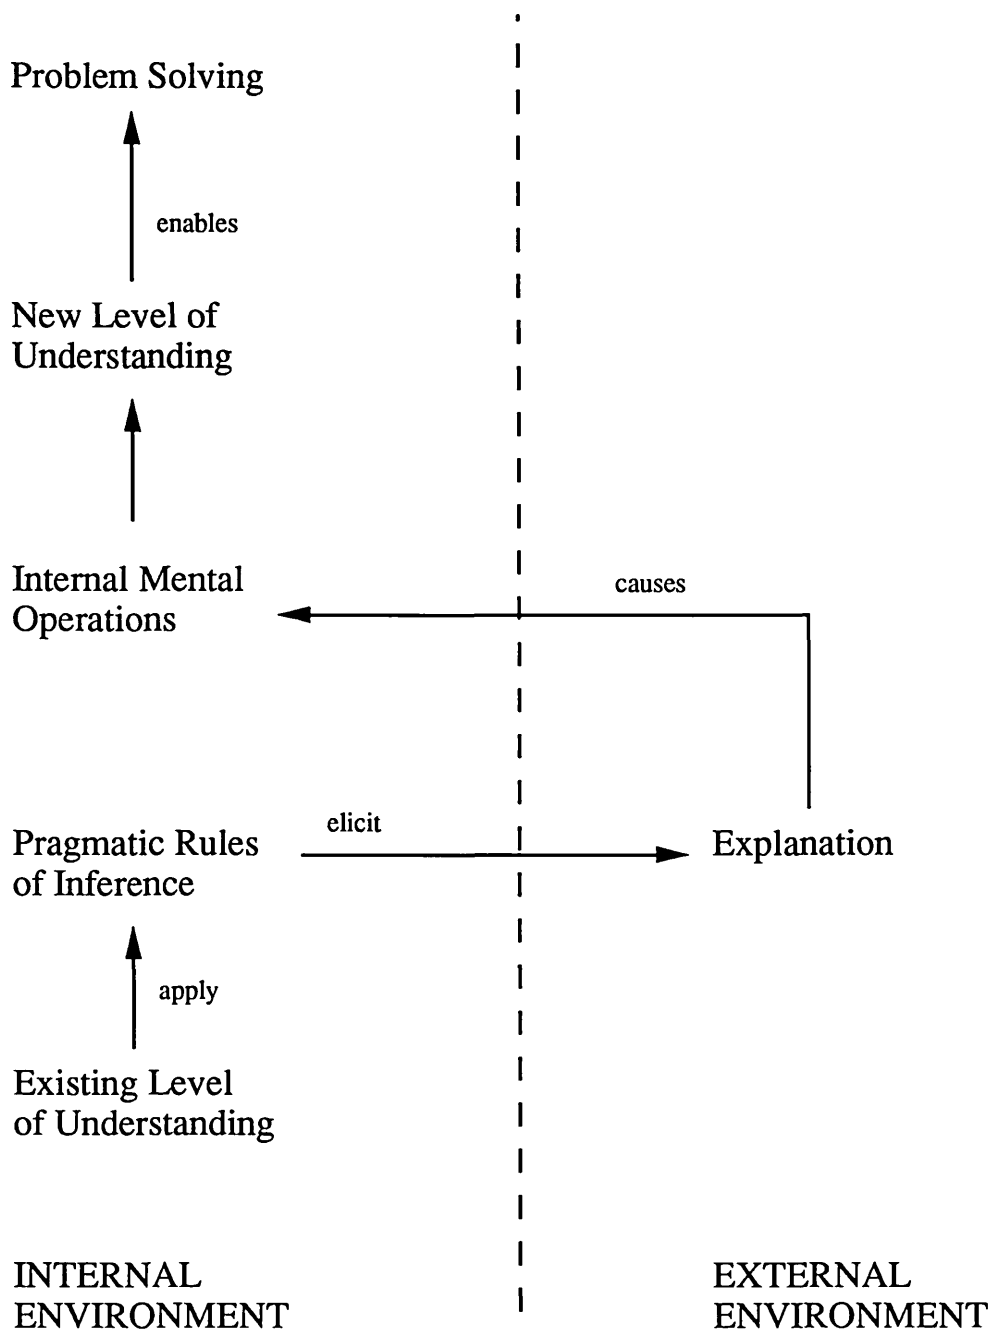 Problem Solving
enables
New Level of
Understanding
Internal Mental
Operations
causes
Pragmatic Rules
of Inference
elicit
Explanation
apply
Existing Level
of Understanding
INTERNAL
ENVIRONMENT
EXTERNAL
ENVIRONMENT